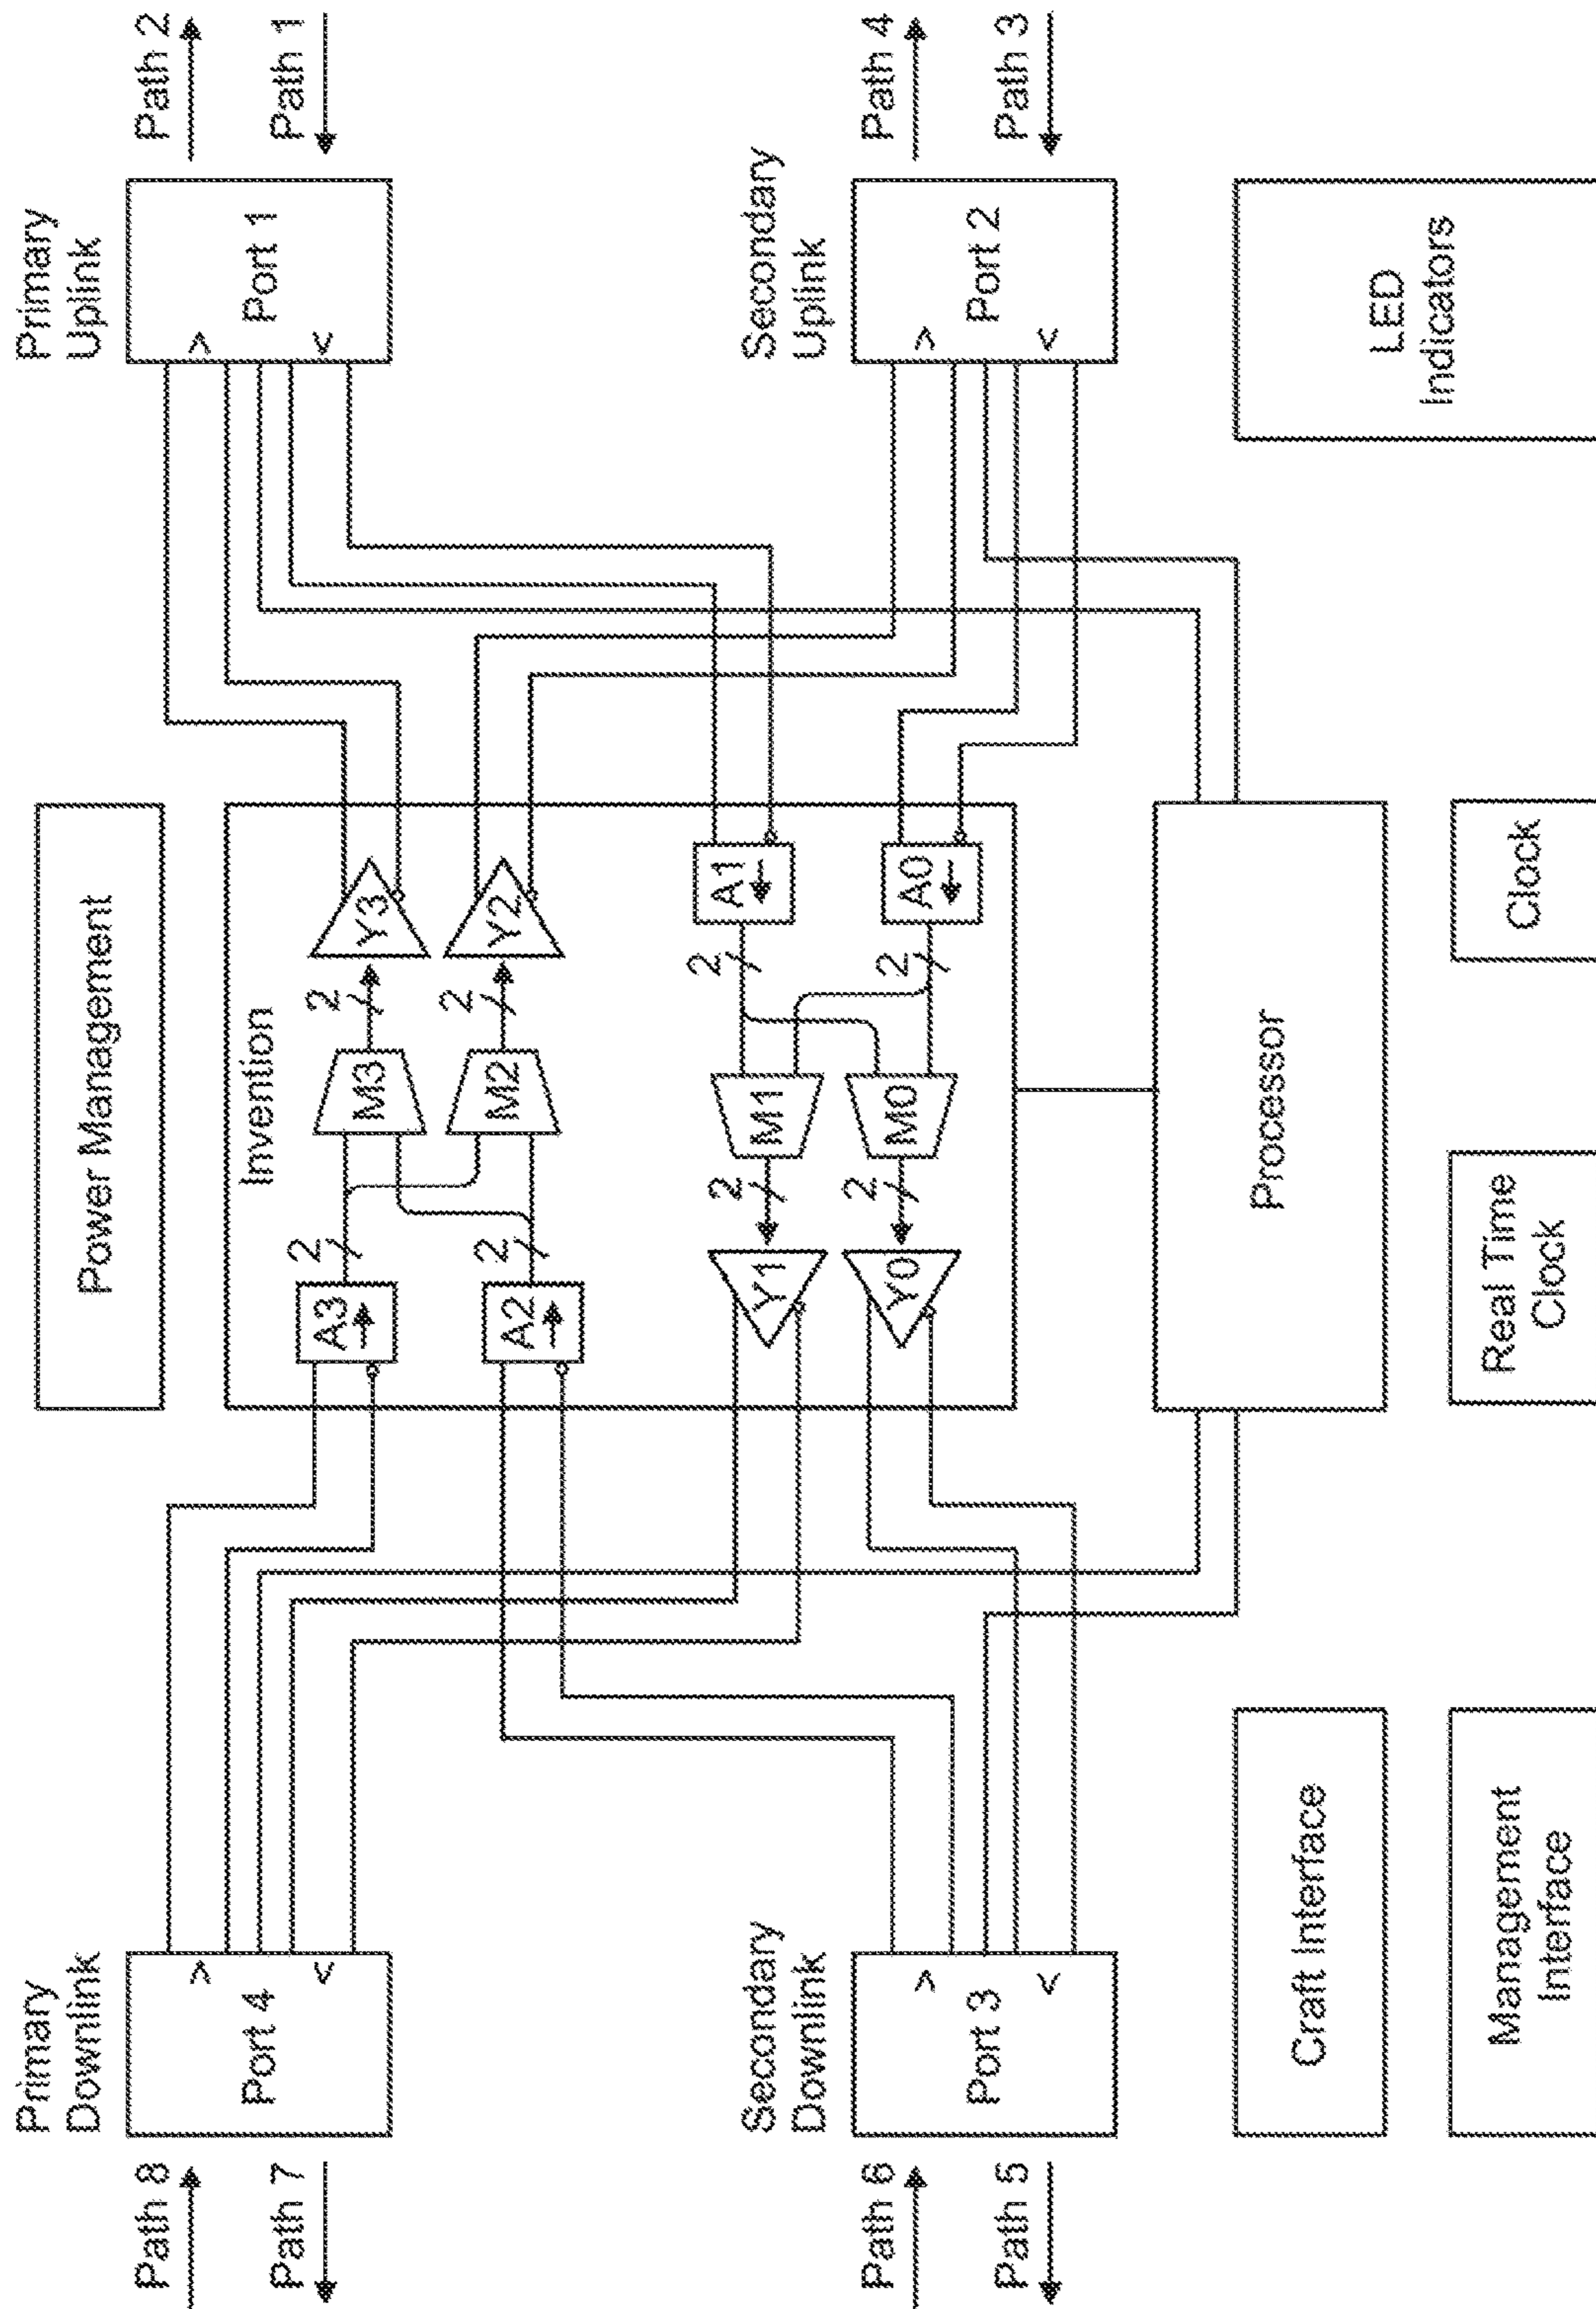 Primary
Downlink
Path 8
Path 7
Port 4
>
<
Secondary
Downlink
Path 6
Path 5
Port 3
>
<
Craft Interface
Management
Interface
Power Management
Invention
A3
2
M3
2
Y3
A2
2
M2
2
Y2
Y1
2
M1
2
A1
Y0
2
M0
2
A0
Processor
Real Time
Clock
Clock
Primary
Uplink
Path 2
Path 1
>
<
Port 1
Secondary
Uplink
Path 4
Path 3
>
<
Port 2
LED
Indicators